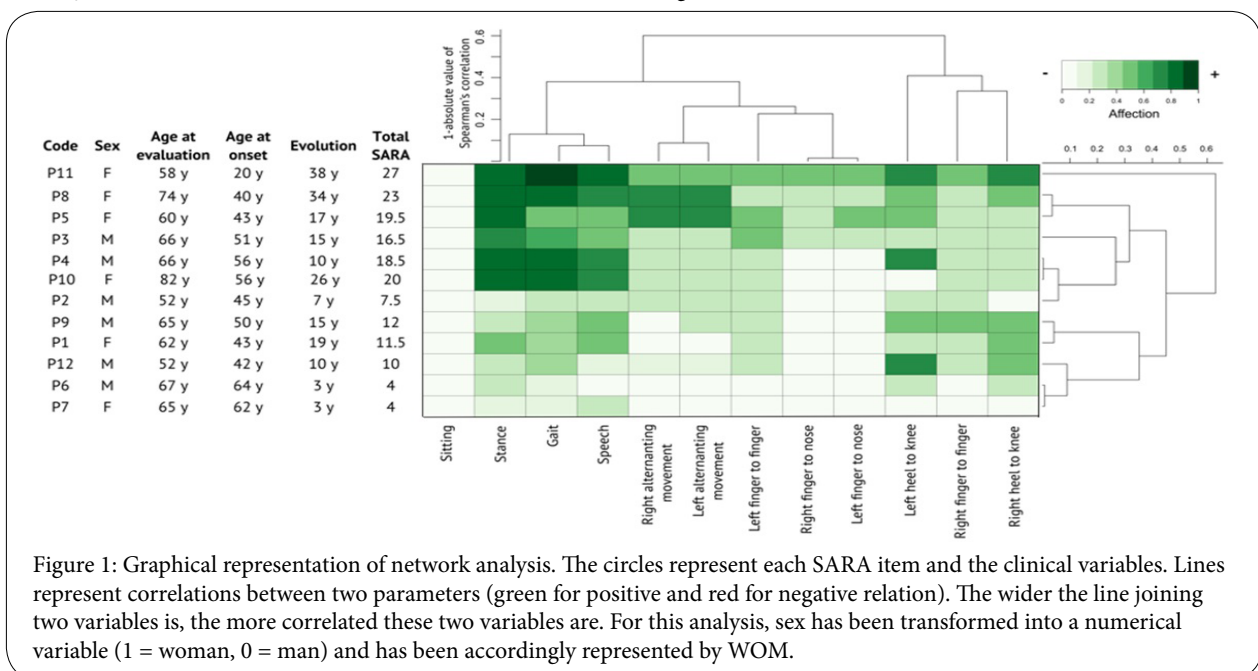 1-absolute value of
Spearman's correlation
0.2 0.4 0.6
- +
0 0.2 0.4 0.6 0.8 1
Affection
0.1 0.2 0.3 0.4 0.5 0.6
Code Sex Age at evaluation Age at onset Evolution Total SARA
P11 F 58 y 20 y 38 y 27
P8 F 74 y 40 y 34 y 23
P5 F 60 y 43 y 17 y 19.5
P3 M 66 y 51 y 15 y 16.5
P4 M 66 y 56 y 10 y 18.5
P10 F 82 y 56 y 26 y 20
P2 M 52 y 45 y 7 y 7.5
P9 M 65 y 50 y 15 y 12
P1 F 62 y 43 y 19 y 11.5
P12 M 52 y 42 y 10 y 10
P6 M 67 y 64 y 3 y 4
P7 F 65 y 62 y 3 y 4
Sitting
Stance
Gait
Speech
Right alternanting
movement
Left alternanting
movement
Left finger to finger
Right finger to nose
Left finger to nose
Left heel to knee
Right finger to finger
Right heel to knee
Figure 1: Graphical representation of network analysis. The circles represent each SARA item and the clinical variables. Lines
represent correlations between two parameters (green for positive and red for negative relation). The wider the line joining
two variables is, the more correlated these two variables are. For this analysis, sex has been transformed into a numerical
variable (1 = woman, 0 = man) and has been accordingly represented by WOM.